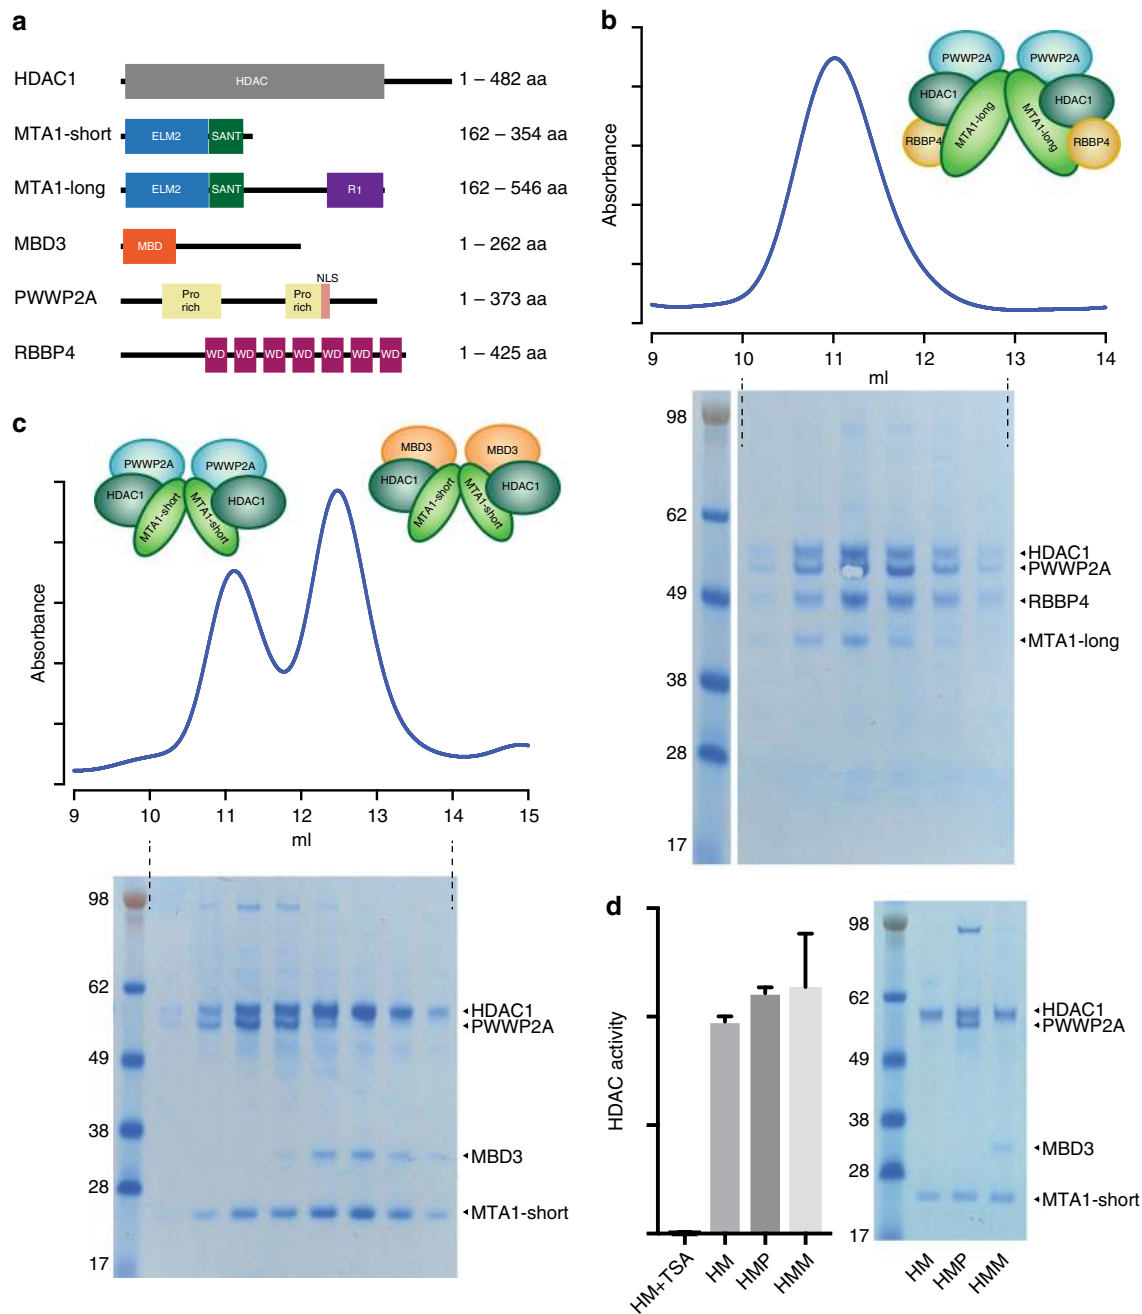 a
HDAC1 HDAC 1 – 482 aa
MTA1-short ELM2 SANT 162 – 354 aa
MTA1-long ELM2 SANT R1 162 – 546 aa
MBD3 MBD 1 – 262 aa
NLS
PWWP2A Pro rich Pro rich 1 – 373 aa
RBBP4 WD WD WD WD WD WD WD 1 – 425 aa
b
PWWP2A PWWP2A
HDAC1 HDAC1
MTA1-long MTA1-long
RBBP4 RBBP4
Absorbance
9 10 11 12 13 14
ml
98
62
49
38
28
17
HDAC1
PWWP2A
RBBP4
MTA1-long
c
PWWP2A PWWP2A
HDAC1 HDAC1
MTA1-short MTA1-short
MBD3 MBD3
HDAC1 HDAC1
MTA1-short MTA1-short
Absorbance
9 10 11 12 13 14 15
ml
98
62
49
38
28
17
HDAC1
PWWP2A
MBD3
MTA1-short
d
HDAC activity
HM+TSA HM HMP HMM
98
62
49
38
28
17
HDAC1
PWWP2A
MBD3
MTA1-short
HM HMP HMM